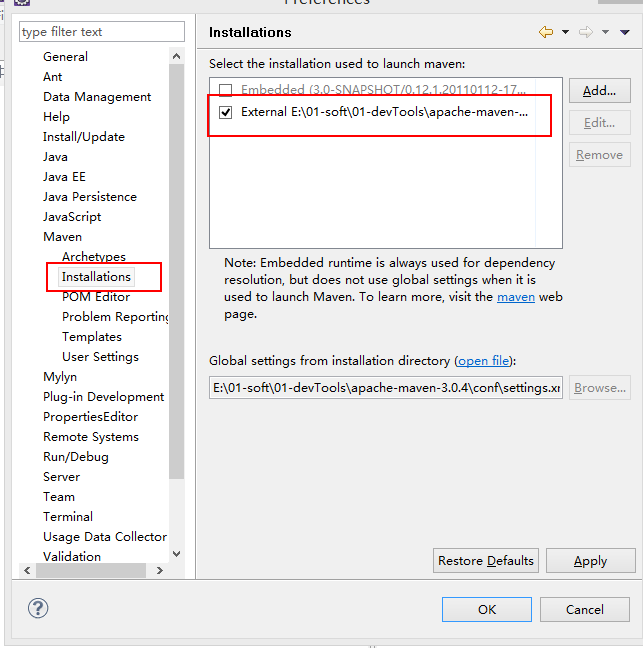 Preferences
type filter text
General
Ant
Data Management
Help
Install/Update
Java
Java EE
Java Persistence
JavaScript
Maven
Archetypes
Installations
POM Editor
Problem Reporting
Templates
User Settings
Mylyn
Plug-in Development
PropertiesEditor
Remote Systems
Run/Debug
Server
Team
Terminal
Usage Data Collector
Validation
Installations
Select the installation used to launch maven:
Embedded (3.0-SNAPSHOT/0.12.1.20110112-17...
External E:\01-soft\01-devTools\apache-maven-...
Add...
Edit...
Remove
Note: Embedded runtime is always used for dependency
resolution, but does not use global settings when it is
used to launch Maven. To learn more, visit the maven web
page.
Global settings from installation directory (open file):
E:\01-soft\01-devTools\apache-maven-3.0.4\conf\settings.xm
Browse...
Restore Defaults
Apply
?
OK
Cancel